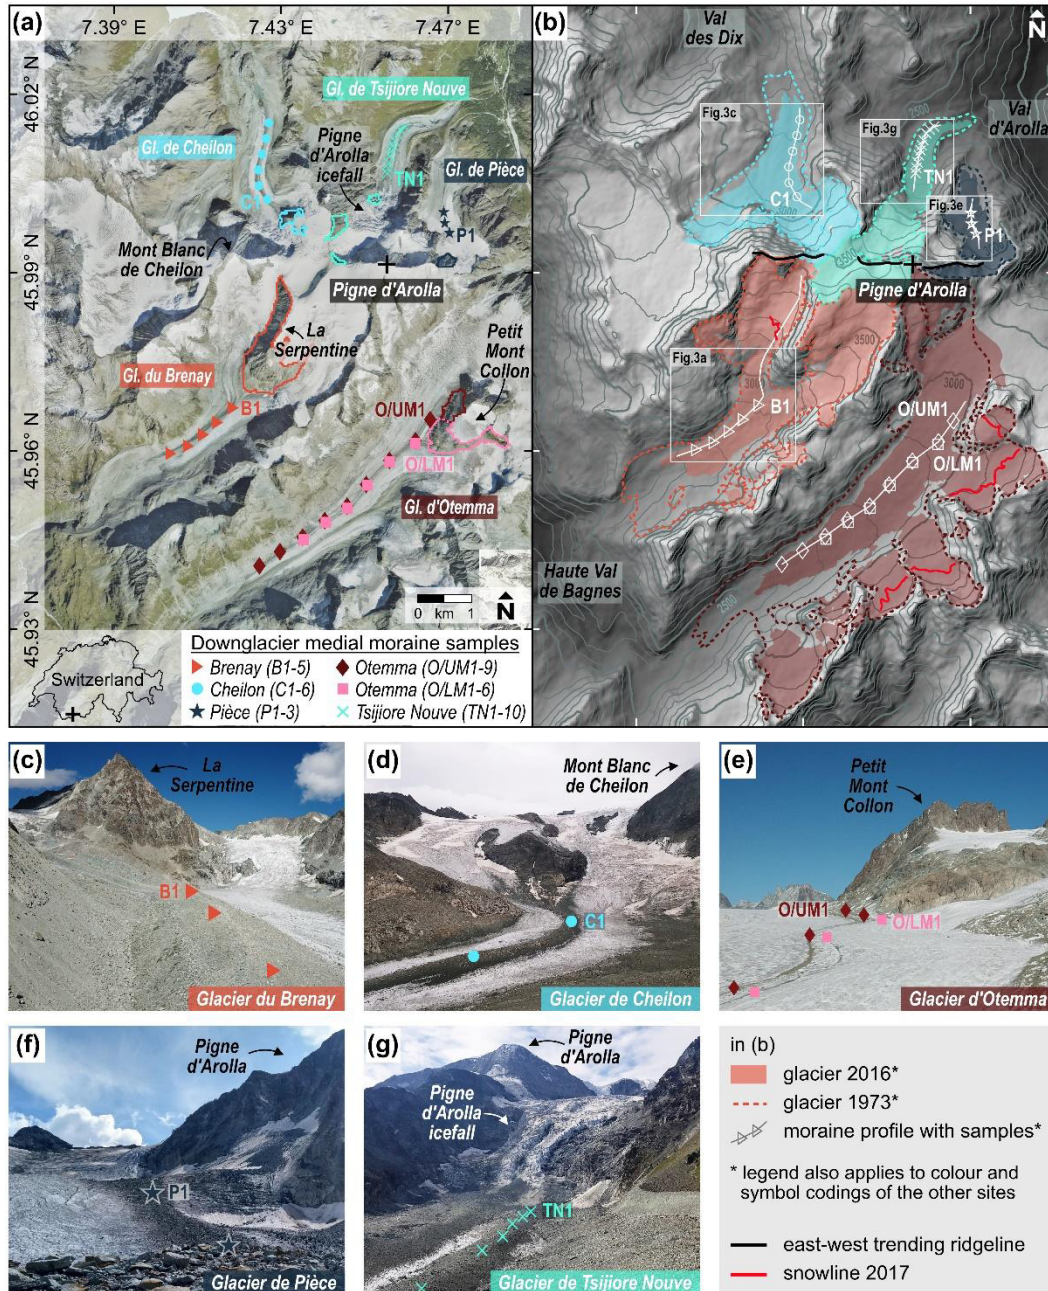 (a)
7.39 °E
7.43 °E
7.47 °E
46.02
45.99 °N
45.96 °N
45.93 °N
Gl. de Tsijiore Nouve
Gl. de Cheilon
Pigne
d'Arolla
icefall
Gl. de Pièce
TN1
C1
P1
Mont Blanc
de Cheilon
Pigne d'Arolla
La
Serpentine
Petit
Mont
Collon
Gl. du Brenay
B1
O/UM1
O/LM1
Gl. d'Otemma
0 km 1
N
Switzerland
Downglacier medial moraine samples
Brenay (B1-5)
Otemma (O/UM1-9)
Cheilon (C1-6)
Otemma (O/LM1-6)
Pièce (P1-3)
Tsijiore Nouve (TN1-10)
(b)
Val
des Dix
N
Fig.3c
Fig.3g
2500
Val
d'Arolla
TN1
C1
3000
Fig.3e
P1
3500
Pigne d'Arolla
3500
Fig.3a
3000
B1
3000
O/UM1
O/LM1
Haute Val
de Bagnes
2500
(c)
La
Serpentine
B1
Glacier du Brenay
(d)
Mont Blanc
de Cheilon
C1
Glacier de Cheilon
(e)
Petit
Mont
Collon
O/UM1
O/LM1
Glacier d'Otemma
(f)
Pigne
d'Arolla
P1
Glacier de Pièce
(g)
Pigne
d'Arolla
Pigne
d'Arolla
icefall
TN1
Glacier de Tsijiore Nouve
in (b)
glacier 2016*
glacier 1973*
moraine profile with samples*
* legend also applies to colour and
symbol codings of the other sites
east-west trending ridgeline
snowline 2017